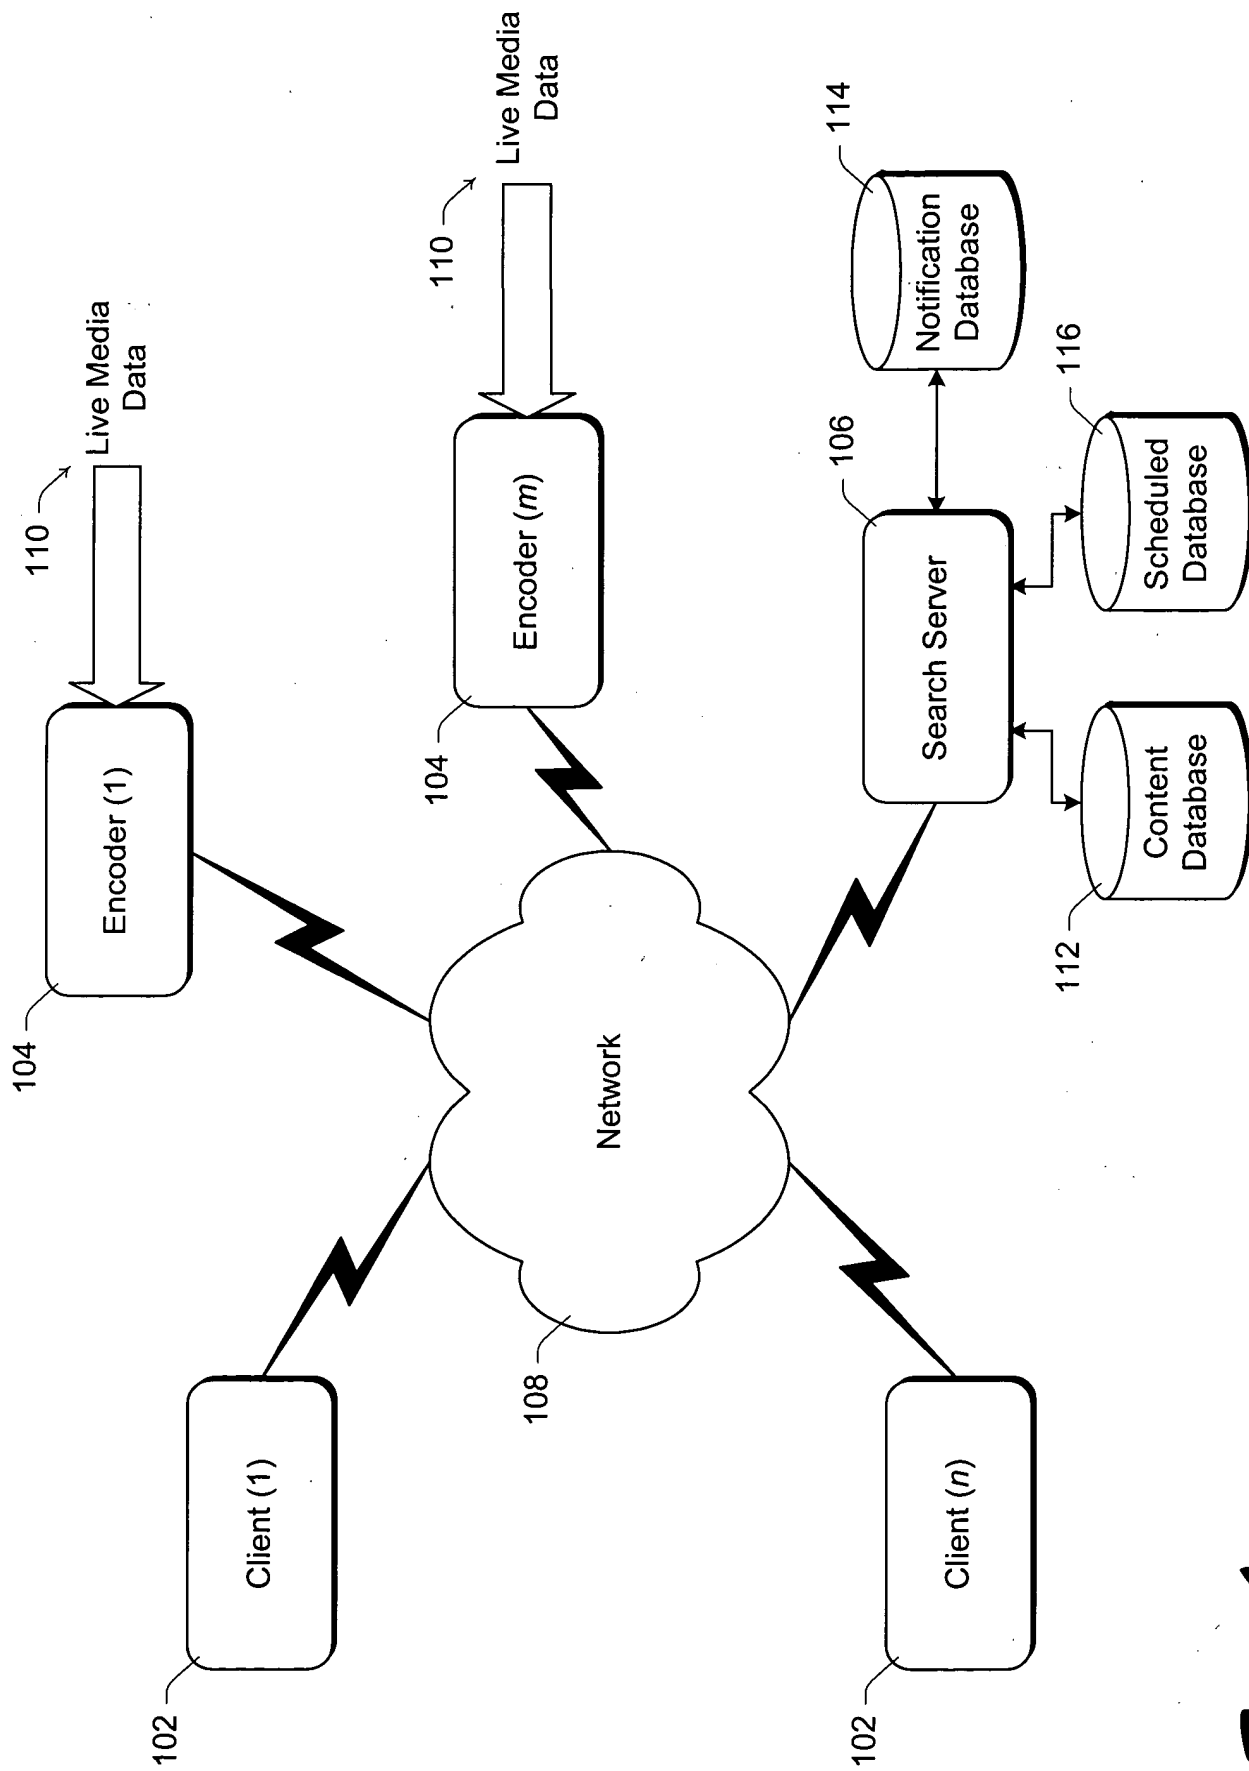 110
Live Media
Data
104
Encoder (1)
110
Live Media
Data
104
Encoder (m)
102
Client (1)
108
Network
106
Search Server
114
Notification
Database
116
Scheduled
Database
112
Content
Database
102
Client (n)